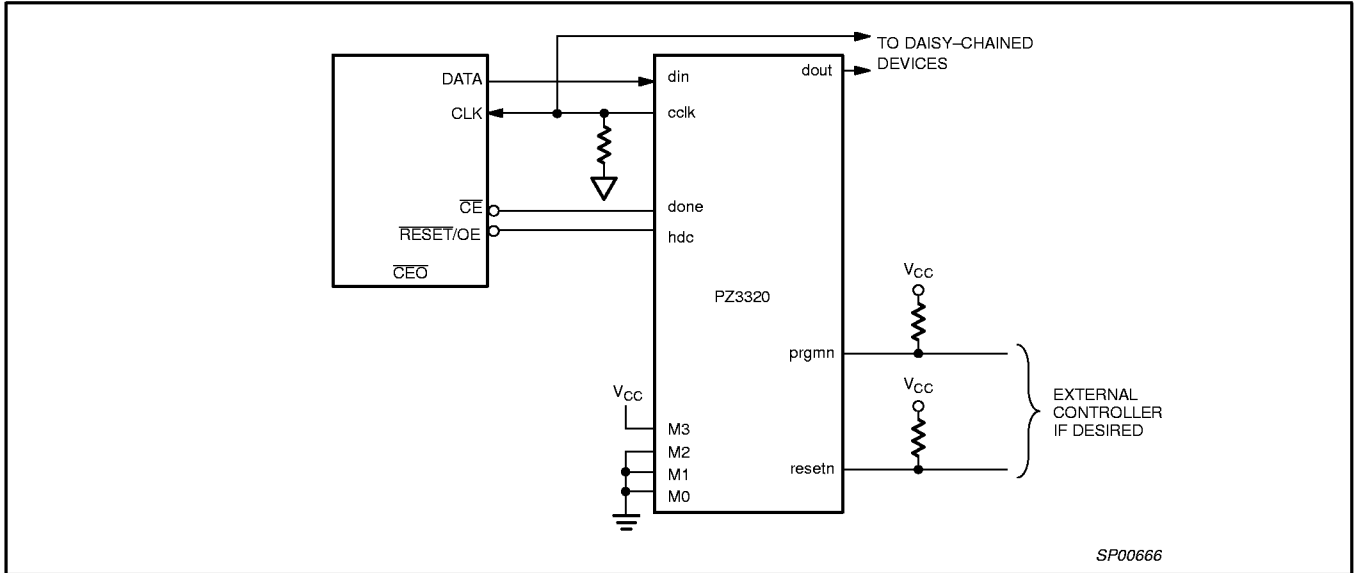 TO DAISY–CHAINED
DEVICES
DATA
din
dout
CLK
cclk
CE
done
RESET/OE
hdc
CEO
PZ3320
VCC
prgmn
VCC
VCC
EXTERNAL
CONTROLLER
IF DESIRED
M3
M2
M1
M0
resetn
SP00666